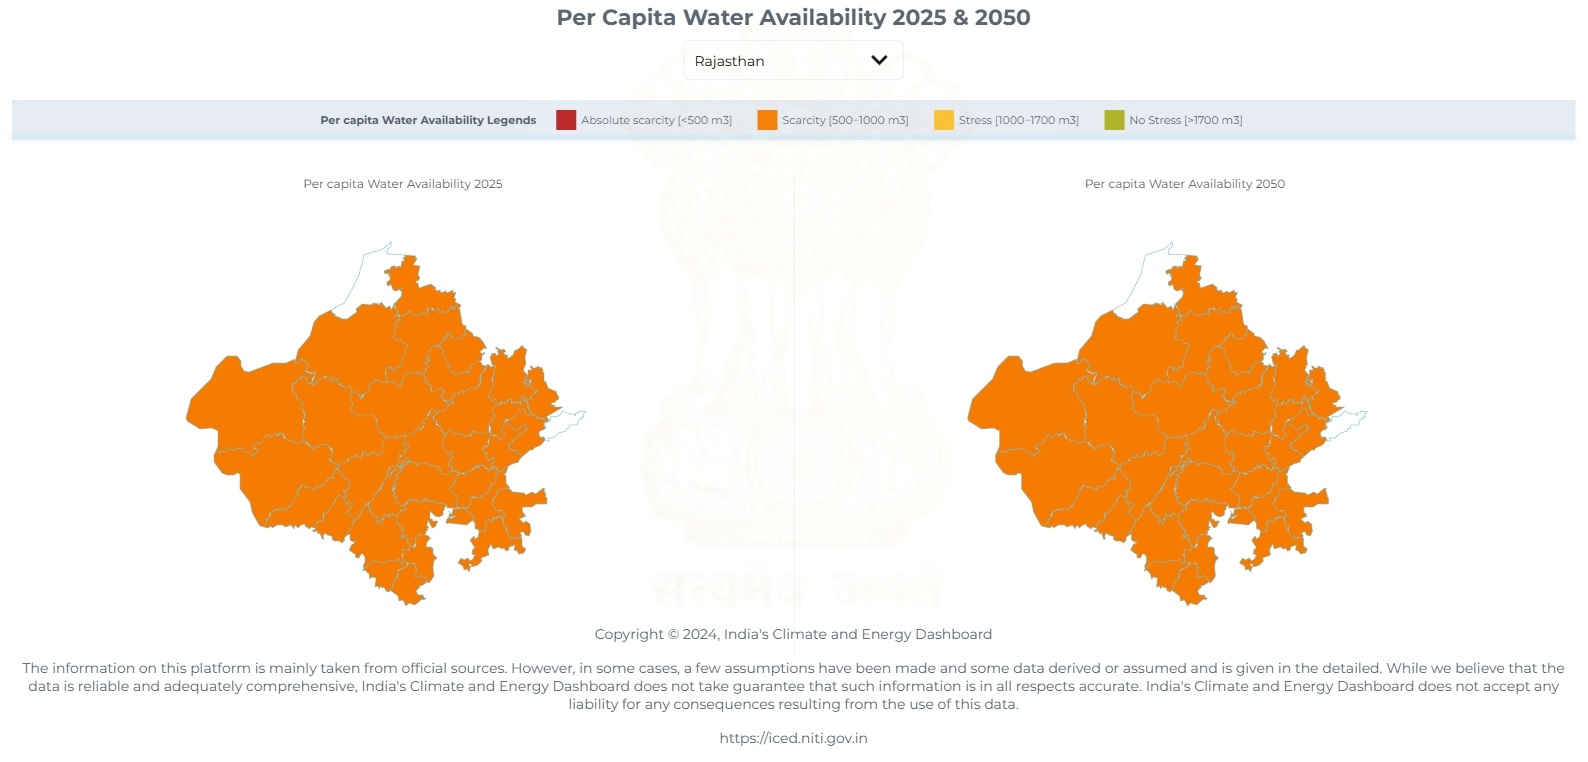 Per Capita Water Availability 2025 & 2050
Rajasthan
Per capita Water Availability Legends Absolute scarcity [<500 m3] Scarcity [500-1000 m3] Stress [1000-1700 m3] No Stress [>1700 m3]
Per capita Water Availability 2025
Per capita Water Availability 2050
सत्यमेव जयते
Copyright © 2024, India's Climate and Energy Dashboard
The information on this platform is mainly taken from official sources. However, in some cases, a few assumptions have been made and some data derived or assumed and is given in the detailed. While we believe that the
data is reliable and adequately comprehensive, India's Climate and Energy Dashboard does not take guarantee that such information is in all respects accurate. India's Climate and Energy Dashboard does not accept any
liability for any consequences resulting from the use of this data.
https://iced.niti.gov.in